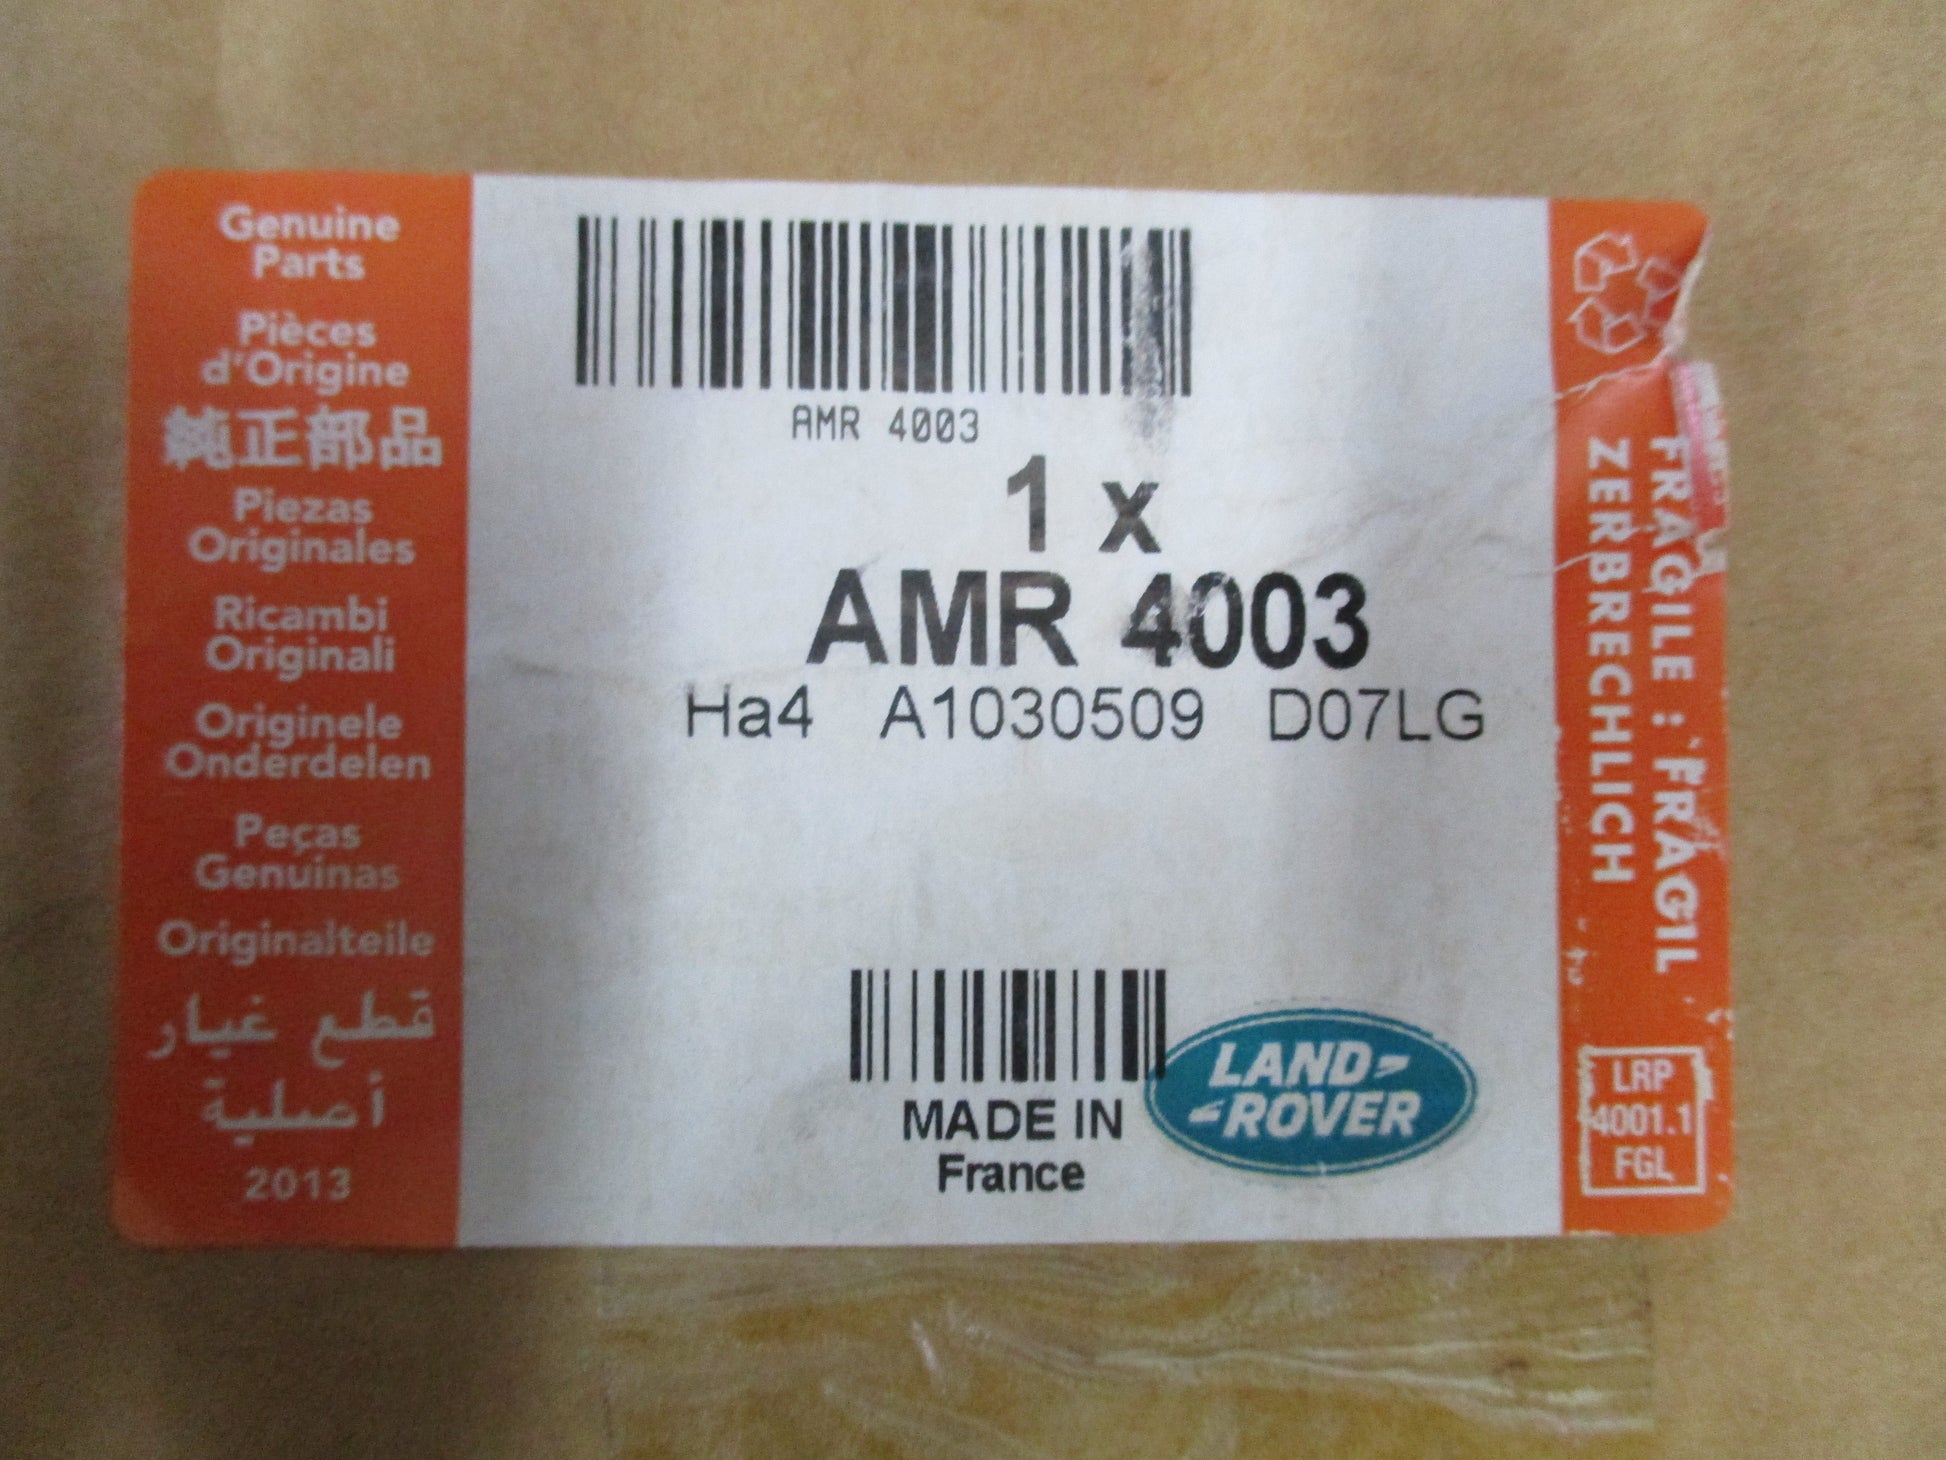 Genuine
Parts
Pièces
d'Origine
純正部品
Piezas
Originales
Ricambi
Originali
Originele
Onderdelen
Peças
Genuinas
Originalteile
قطع غيار
أصلية
2013
AMR 4003
1 x
AMR 4003
Ha4 A1030509 D07LG
MADE IN
France
LAND-
-ROVER
FRAGILE : FRÁGIL
ZERBRECHLICH
LRP
4001.1
FGL